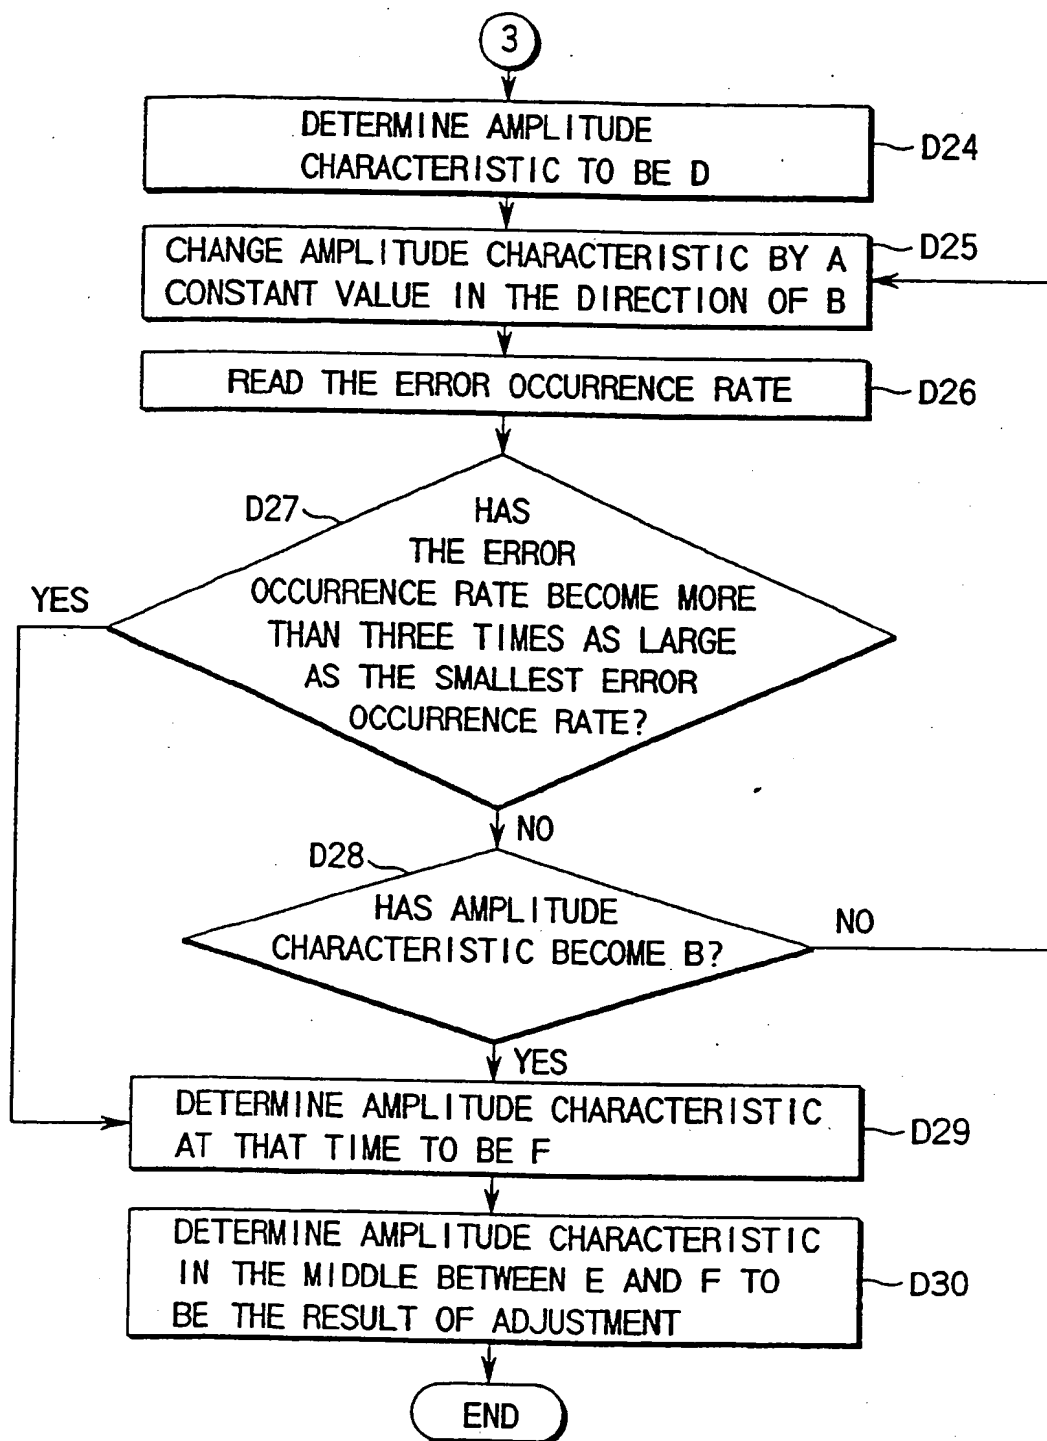 3
DETERMINE AMPLITUDE
CHARACTERISTIC TO BE D
D24
CHANGE AMPLITUDE CHARACTERISTIC BY A
CONSTANT VALUE IN THE DIRECTION OF B
D25
READ THE ERROR OCCURRENCE RATE
D26
D27
HAS
THE ERROR
OCCURRENCE RATE BECOME MORE
THAN THREE TIMES AS LARGE
AS THE SMALLEST ERROR
OCCURRENCE RATE?
YES
NO
D28
HAS AMPLITUDE
CHARACTERISTIC BECOME B?
NO
YES
DETERMINE AMPLITUDE CHARACTERISTIC
AT THAT TIME TO BE F
D29
DETERMINE AMPLITUDE CHARACTERISTIC
IN THE MIDDLE BETWEEN E AND F TO
BE THE RESULT OF ADJUSTMENT
D30
END